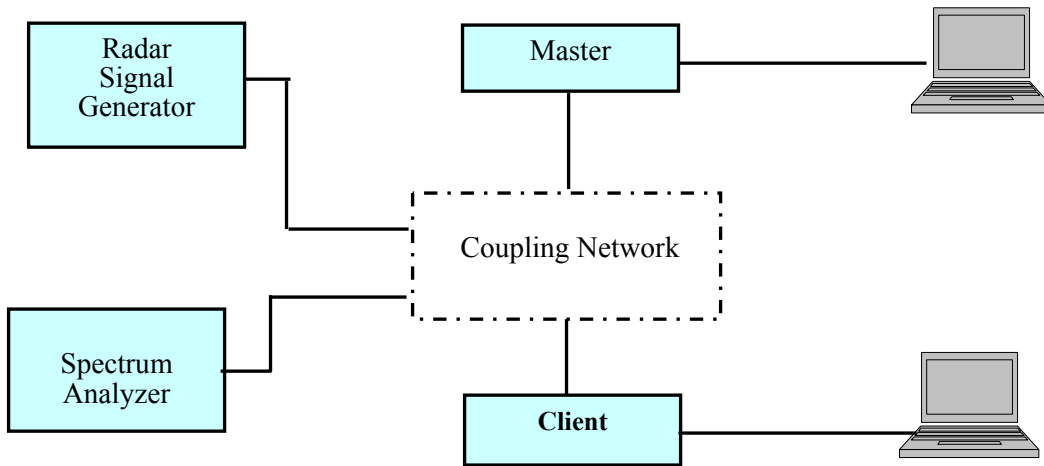 Radar
Signal
Generator
Master
Coupling Network
Spectrum
Analyzer
Client